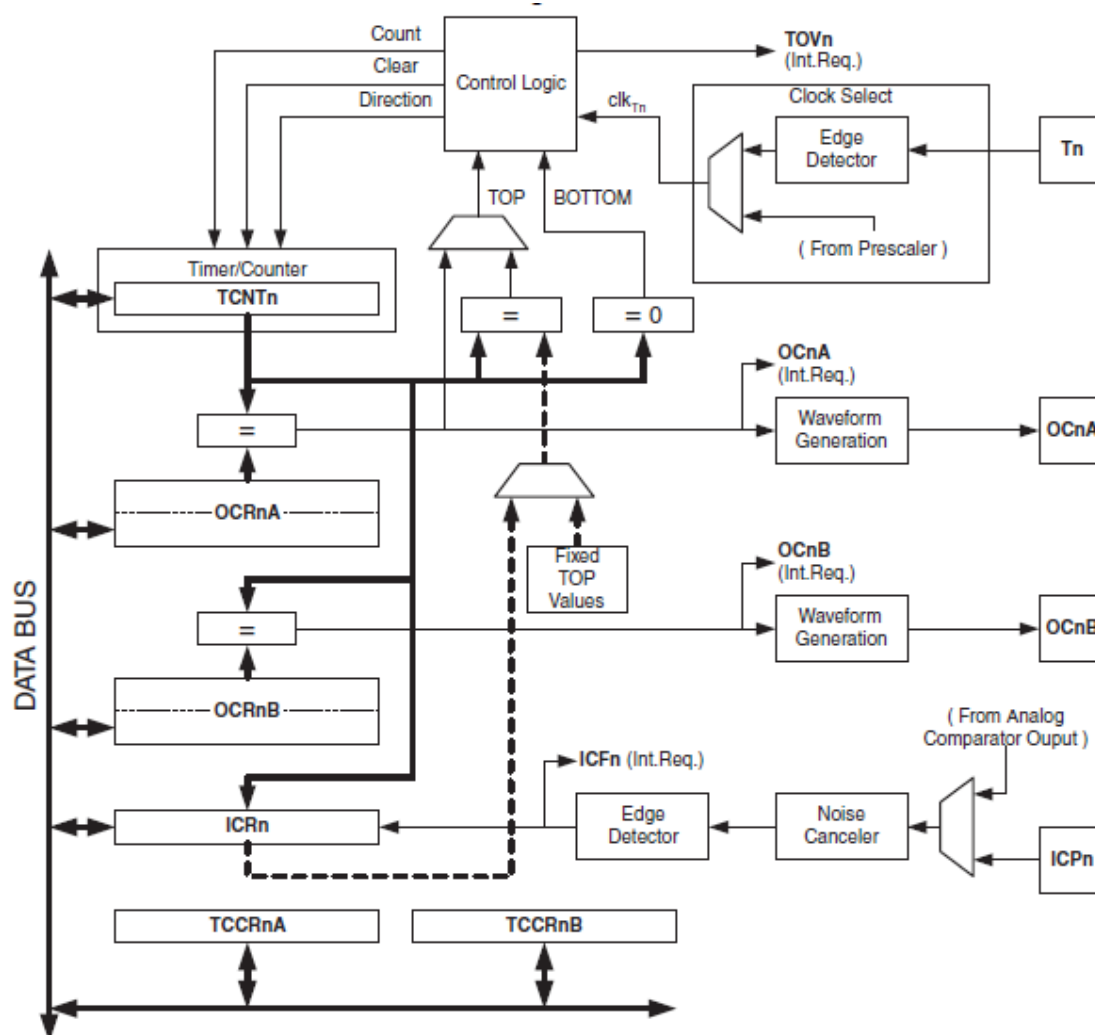 Count
Clear
Direction
Control Logic
TOVn
(Int.Req.)
clkTn
Clock Select
Edge
Detector
Tn
( From Prescaler )
TOP
BOTTOM
Timer/Counter
TCNTn
=
= 0
=
OCRnA
OCnA
(Int.Req.)
Waveform
Generation
OCnA
Fixed
TOP
Values
OCnB
(Int.Req.)
=
Waveform
Generation
OCnB
DATA BUS
OCRnB
( From Analog
Comparator Ouput )
ICFn (Int.Req.)
ICRn
Edge
Detector
Noise
Canceler
ICPn
TCCRnA
TCCRnB